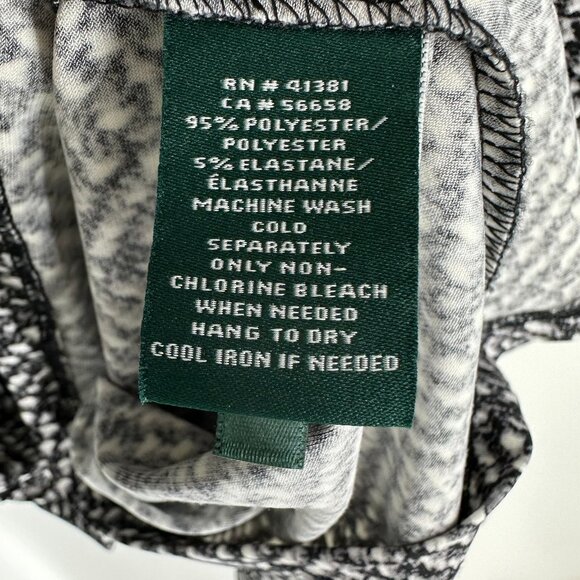 RN # 41381
CA # 56658
95% POLYESTER/
POLYESTER
5% ELASTANE/
ÉLASTHANNE
MACHINE WASH
COLD
SEPARATELY
ONLY NON-
CHLORINE BLEACH
WHEN NEEDED
HANG TO DRY
COOL IRON IF NEEDED